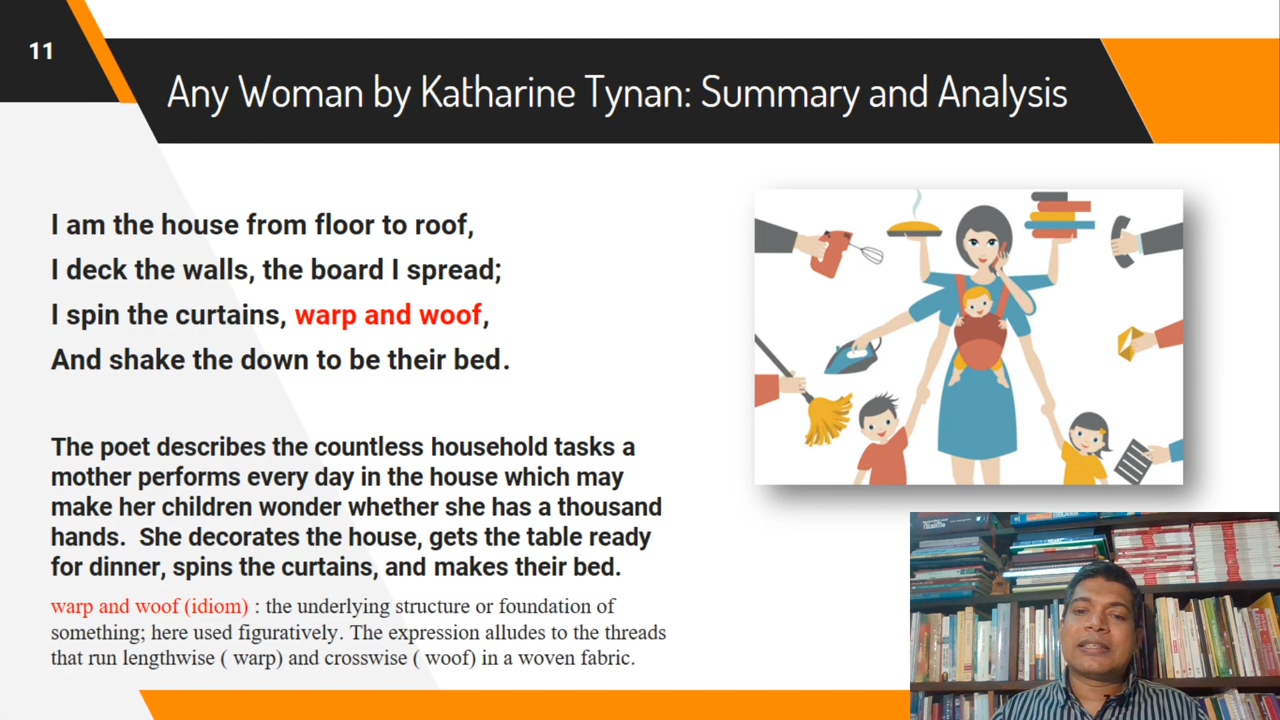 11
Any Woman by Katharine Tynan: Summary and Analysis
I am the house from floor to roof,
I deck the walls, the board I spread;
I spin the curtains, warp and woof,
And shake the down to be their bed.
The poet describes the countless household tasks a
mother performs every day in the house which may
make her children wonder whether she has a thousand
hands.  She decorates the house, gets the table ready
for dinner, spins the curtains, and makes their bed.
warp and woof (idiom) : the underlying structure or foundation of
something; here used figuratively. The expression alludes to the threads
that run lengthwise ( warp) and crosswise ( woof) in a woven fabric.